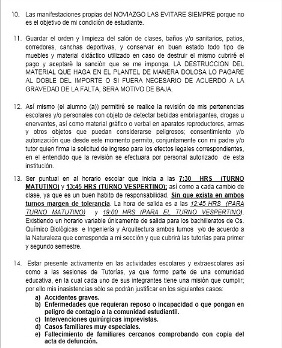 10. Las manifestaciones propias del NOVIAZGO LAS EVITARE SIEMPRE porque no
es el objetivo de mi condición de estudiante.
11. Guardar el orden y limpieza del salón de clases, baños y/o sanitarios, patios,
corredores, canchas deportivas, y conservar en buen estado todo tipo de
muebles y material didáctico utilizado en caso de destruir el mismo cubriré el
pago y aceptaré la sanción que se me imponga. LA DESTRUCCION DEL
MATERIAL QUE HAGA EN EL PLANTEL DE MANERA DOLOSA LO PAGARE
AL DOBLE DEL IMPORTE O SI FUERA NECESARIO DE ACUERDO A LA
GRAVEDAD DE LA FALTA, SERA MOTIVO DE BAJA.
12. Así mismo (el alumno (a)) permitiré se realice la revisión de mis pertenencias
escolares y/o personales con objeto de detectar bebidas embriagantes, drogas u
enervantes, así como material gráfico o verbal en aparatos reproductores, armas
y otros objetos que puedan considerarse peligrosos; consentimiento y/o
autorización que desde este momento permito, conjuntamente con mi padre y/o
tutor quien firma la solicitud de ingreso para los efectos legales correspondientes,
en el entendido que la revisión se efectuara por personal autorizado de esta
institución.
13. Ser puntual en al horario escolar que inicia a las 7:30 HRS (TURNO
MATUTINO) y 13:45 HRS (TURNO VESPERTINO); así como a cada cambio de
clase, ya que es un buen hábito de responsabilidad. Sin que exista en ambos
turnos margen de tolerancia. La hora de salida es a las 12:45 HRS (PARA
TURNO MATUTINO) y 19:00 HRS (PARA EL TURNO VESPERTINO).
Existiendo un horario variable únicamente de salida para los bachilleratos de Cs.
Químico Biológicas e Ingeniería y Arquitectura ambos turnos y/o de acuerdo a
la Naturaleza que corresponda a mi sección y que cubrirá las tutorías para primer
y segundo semestre.
14. Estar presente activamente en las actividades escolares y extraescolares así
como a las sesiones de Tutorías, ya que formo parte de una comunidad
educativa, en la cual cada uno de sus integrantes tiene una misión que cumplir;
por ello mis inasistencias sólo se podrán justificar en los siguientes casos:
a) Accidentes graves.
b) Enfermedades que requieran reposo o incapacidad o que pongan en
peligro de contagio a la comunidad estudiantil.
c) Intervenciones quirúrgicas imprevistas.
d) Casos familiares muy especiales.
e) Fallecimiento de familiares cercanos comprobando con copia del
acta de defunción.